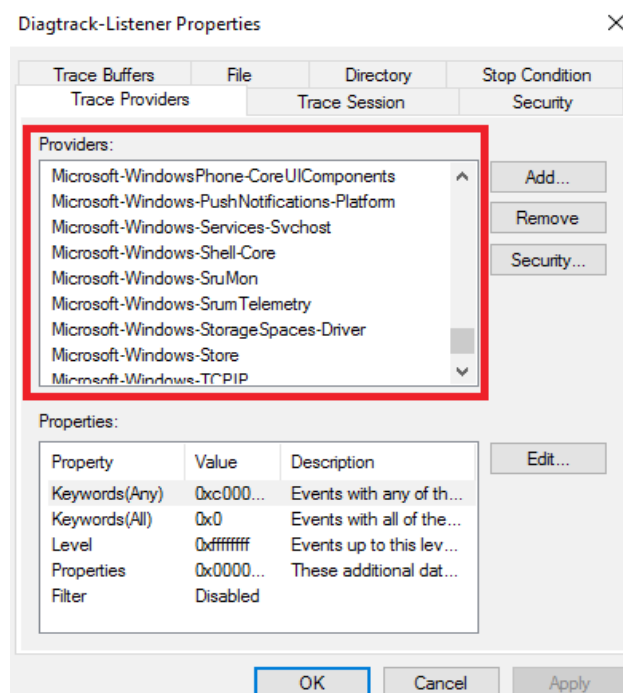 Diagtrack-Listener Properties
Trace Buffers File Directory Stop Condition
Trace Providers Trace Session Security
Providers:
Microsoft-WindowsPhone-CoreUIComponents
Microsoft-Windows-PushNotifications-Platform
Microsoft-Windows-Services-Svchost
Microsoft-Windows-Shell-Core
Microsoft-Windows-SruMon
Microsoft-Windows-SrumTelemetry
Microsoft-Windows-StorageSpaces-Driver
Microsoft-Windows-Store
Microsoft-Windows-TCPIP
Add...
Remove
Security...
Properties:
Property Value Description
Keywords(Any) 0xc000... Events with any of th...
Keywords(All) 0x0 Events with all of the...
Level 0xffffffff Events up to this lev...
Properties 0x0000... These additional dat...
Filter Disabled
Edit...
OK Cancel Apply